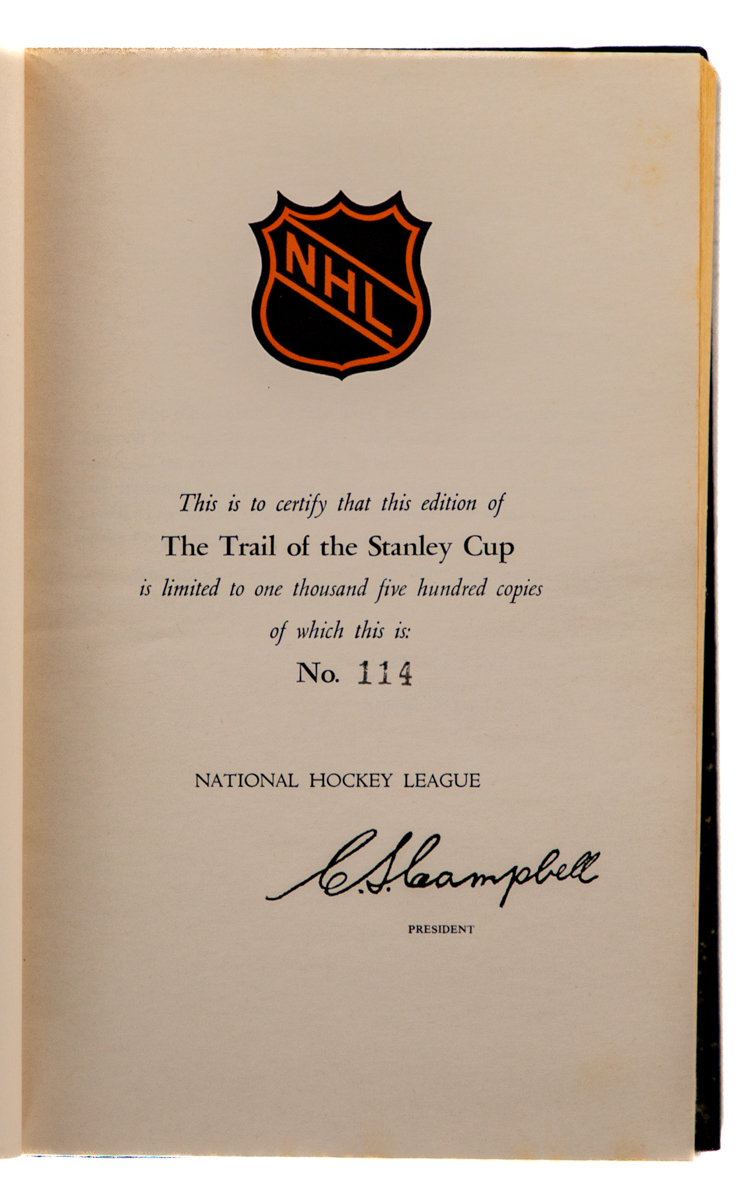 NHL
This is to certify that this edition of
The Trail of the Stanley Cup
is limited to one thousand five hundred copies
of which this is:
No. 114
NATIONAL HOCKEY LEAGUE
C.S.Campbell
PRESIDENT